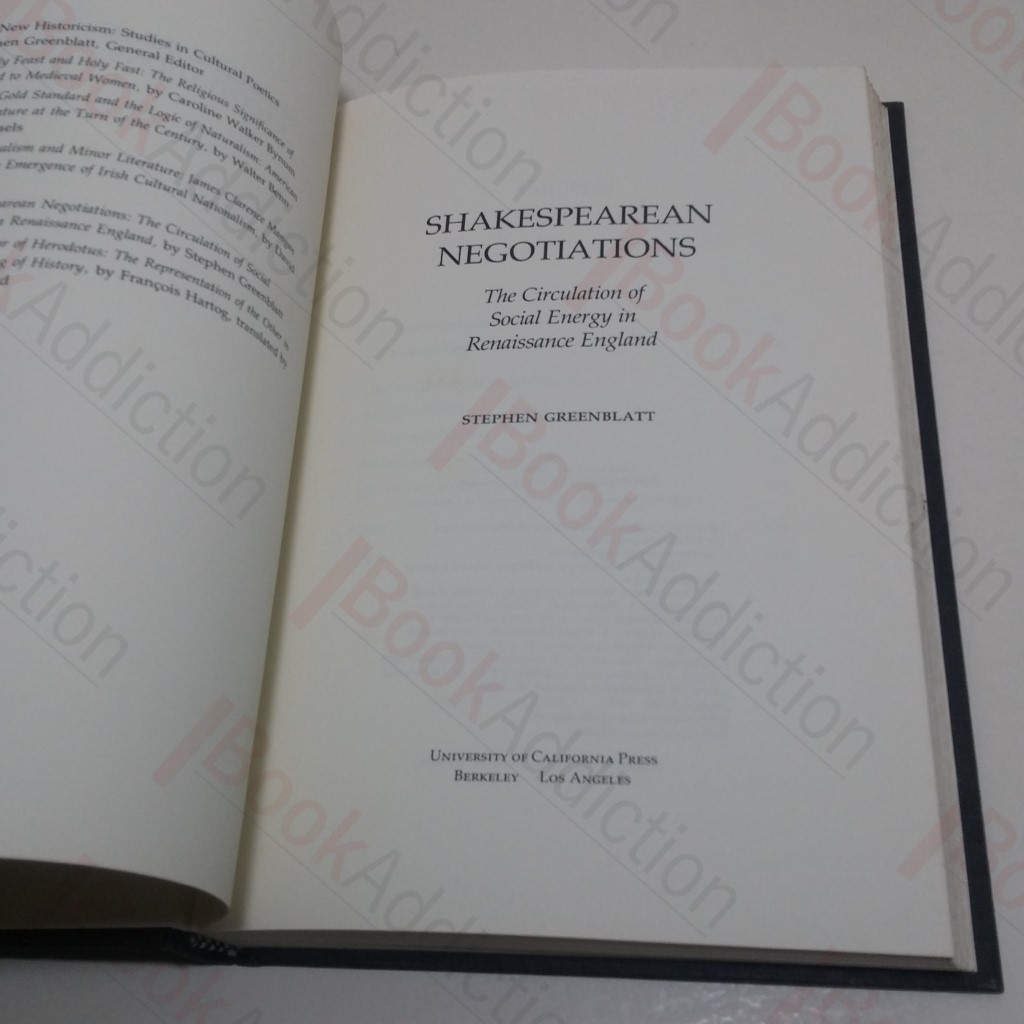 New Historicism: Studies in Cultural Poetics
Greenblatt, General Editor
Feast and Holy Fast: The Religious Significance of
to Medieval Women, by Caroline Walker Bynum
Gold Standard and the Logic of Naturalism: American
at the Turn of the Century, by Walter Benn
and Minor Literature: James Clarence Mangan
Emergence of Irish Cultural Nationalism, by David
Negotiations: The Circulation of Social
Renaissance England, by Stephen Greenblatt
of Herodotus: The Representation of the Other in
of History, by François Hartog, translated by
SHAKESPEAREAN
NEGOTIATIONS
The Circulation of
Social Energy in
Renaissance England
STEPHEN GREENBLATT
UNIVERSITY OF CALIFORNIA PRESS
BERKELEY LOS ANGELES
BookAddiction